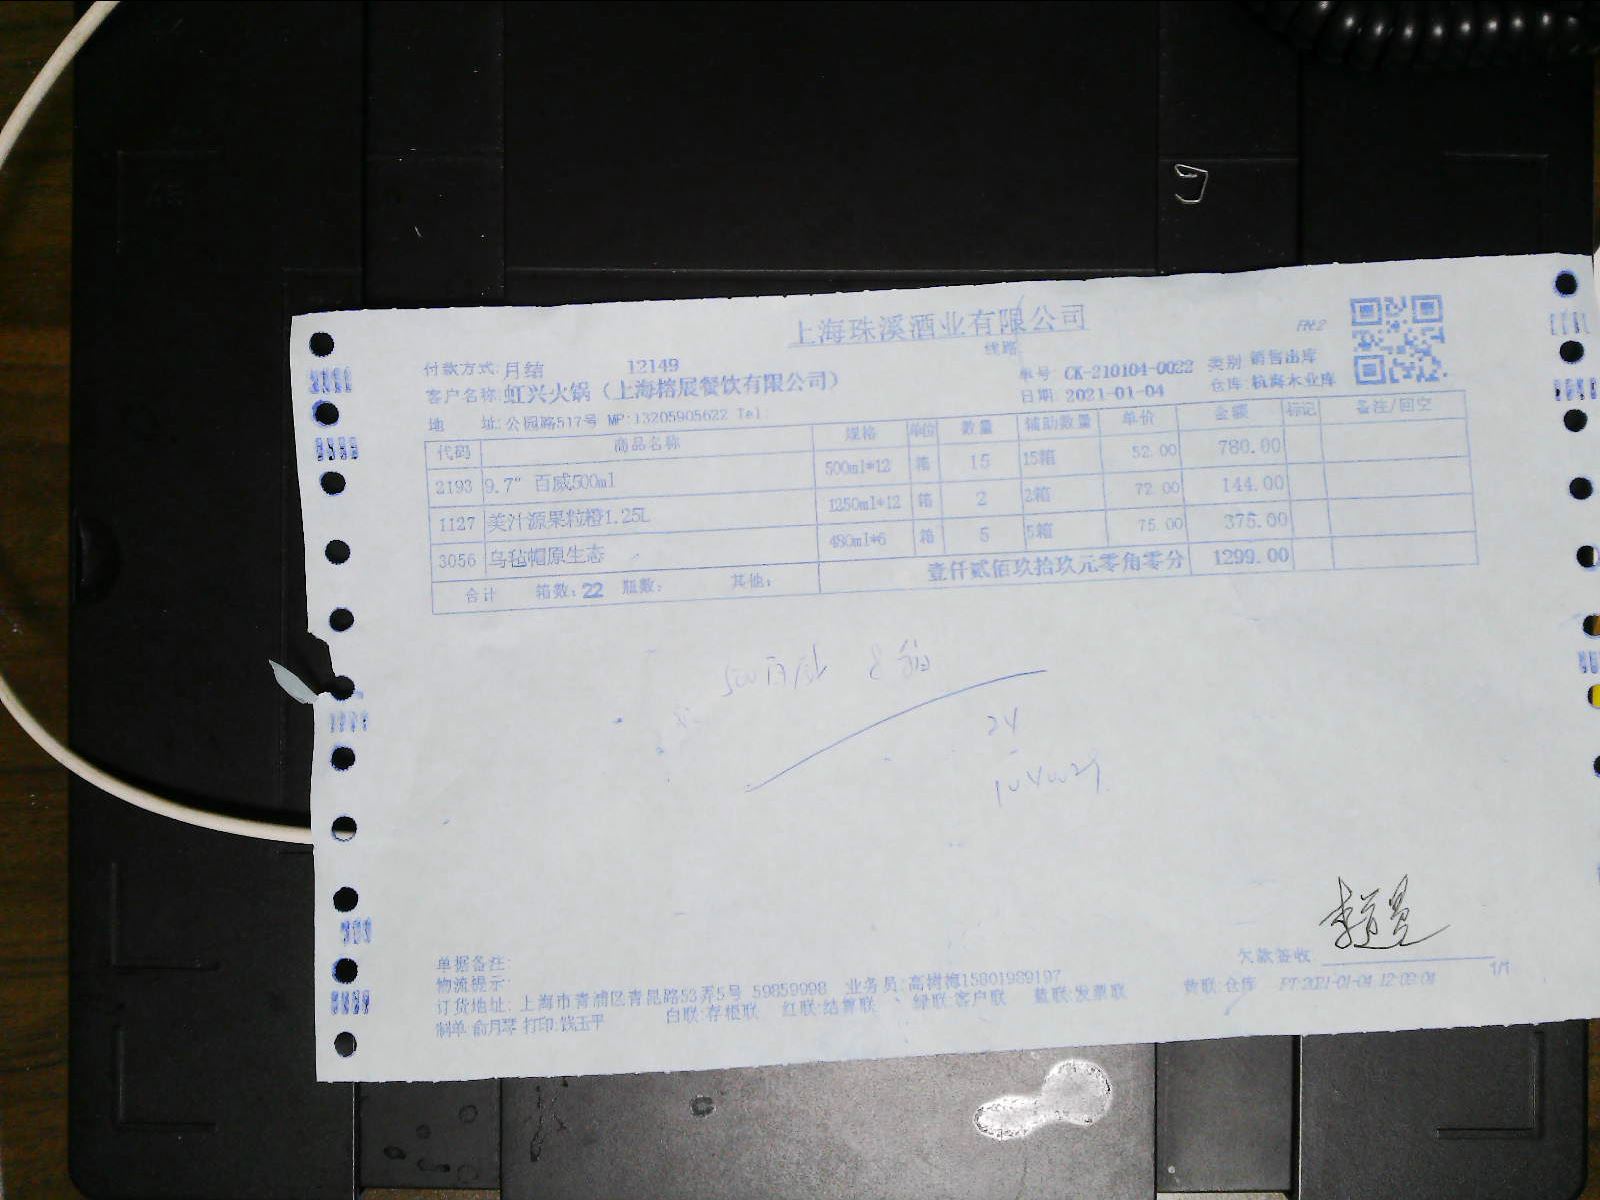 上海珠溪酒业有限公司
线路
付款方式:月结 12149
单号 CK-210104-0022 类别 销售出库
客户名称:虹兴火锅（上海榕展餐饮有限公司）
日期 2021-01-04 仓库:杭海木业库
地 址:公园路517号 MP:13205905622 Tel:
代码 商品名称 规格 单位 数量 辅助数量 单价 金额 标记 备注/回空
2193 9.7" 百威500ml 500ml*12 箱 15 15箱 52.00 780.00
1127 美汁源果粒橙1.25L 1250ml*12 箱 2 2箱 72.00 144.00
3056 乌毡帽原生态 480ml*6 箱 5 5箱 75.00 375.00
合计 箱数:22 瓶数: 其他: 壹仟贰佰玖拾玖元零角零分 1299.00
500百威 8箱
24
欠款签收:
单据备注:
物流提示:
1/1
订货地址: 上海市青浦区青昆路53弄5号 59859998 业务员:高树梅15801989197
制单:俞月琴 打印:饯玉平 白联:存根联 红联:结算联 绿联:客户联 蓝联:发票联 黄联:仓库 PT:2021-01-04 12:08:04